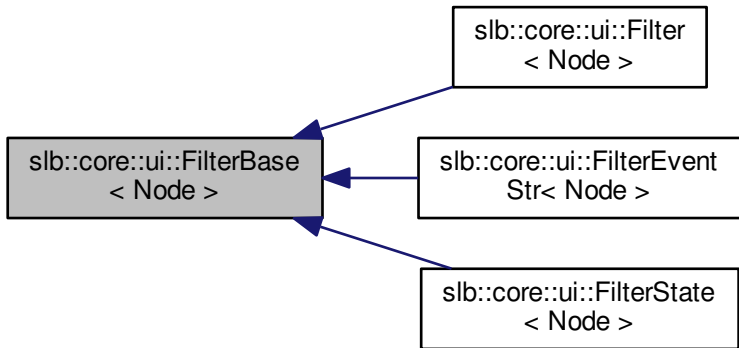 slb::core::ui::Filter
< Node >
slb::core::ui::FilterBase
< Node >
slb::core::ui::FilterEvent
Str< Node >
slb::core::ui::FilterState
< Node >